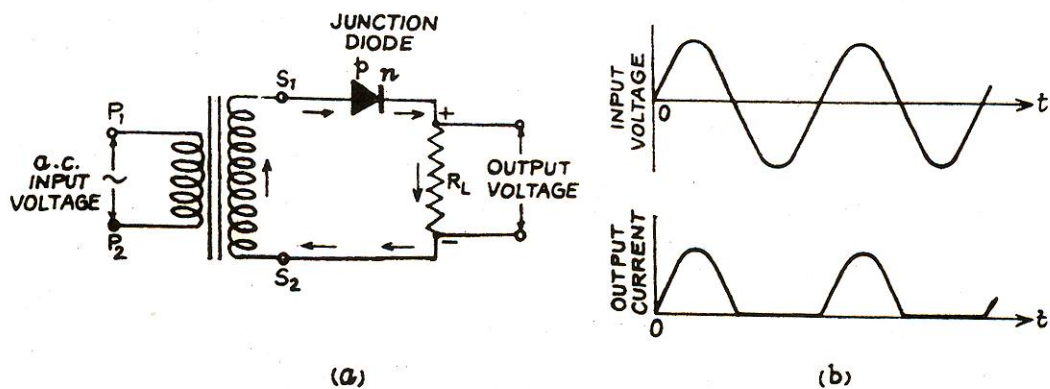 JUNCTION
DIODE
p n
S1
P1
+
a.c.
INPUT
VOLTAGE
~
RL
OUTPUT
VOLTAGE
P2
−
S2
(a)
INPUT
VOLTAGE
0
t
OUTPUT
CURRENT
0
t
(b)